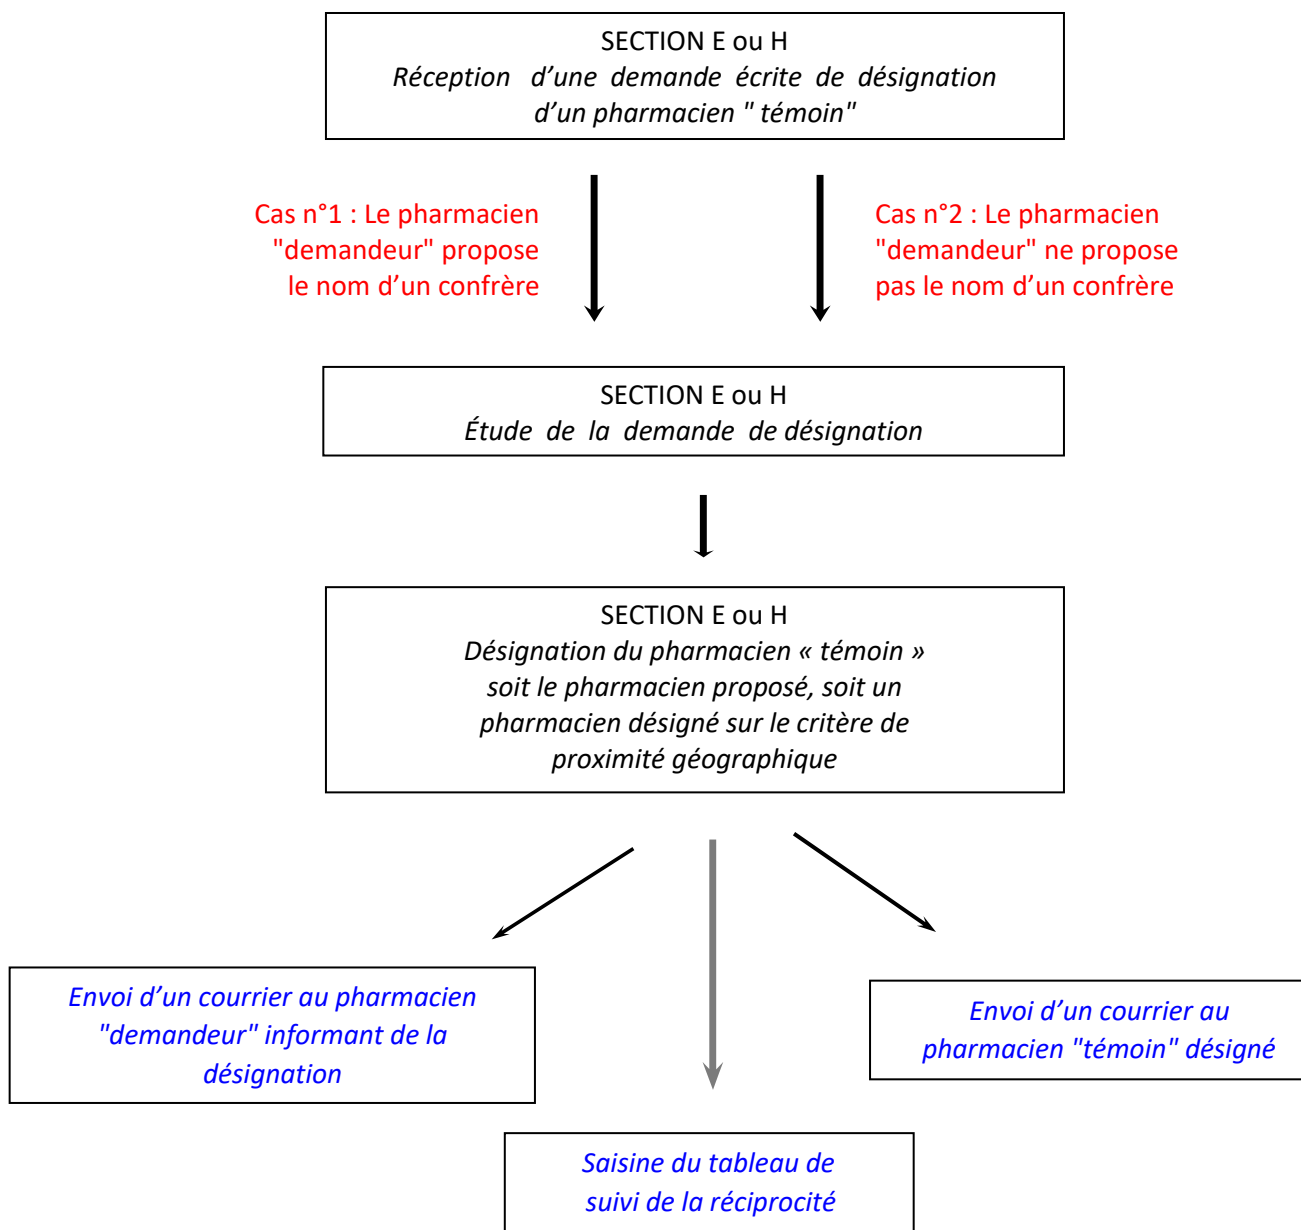 SECTION E ou H
Réception d’une demande écrite de désignation
d’un pharmacien " témoin"
Cas n°1 : Le pharmacien
"demandeur" propose
le nom d’un confrère
Cas n°2 : Le pharmacien
"demandeur" ne propose
pas le nom d’un confrère
SECTION E ou H
Étude de la demande de désignation
SECTION E ou H
Désignation du pharmacien « témoin »
soit le pharmacien proposé, soit un
pharmacien désigné sur le critère de
proximité géographique
Envoi d’un courrier au pharmacien
"demandeur" informant de la
désignation
Envoi d’un courrier au
pharmacien "témoin" désigné
Saisine du tableau de
suivi de la réciprocité